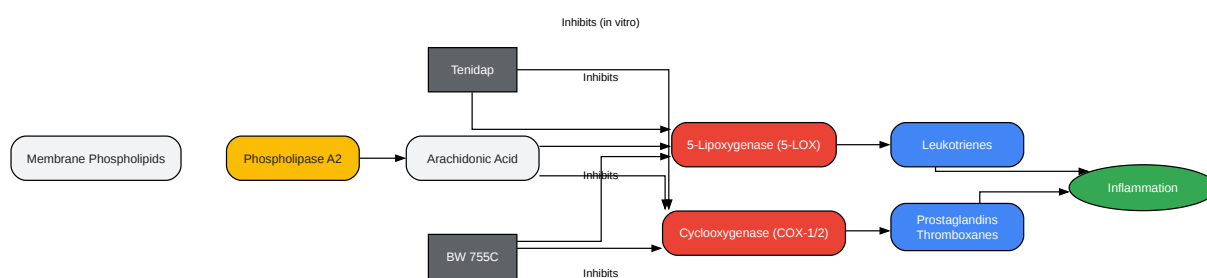 Inhibits (in vitro)
Tenidap
Inhibits
Membrane Phospholipids
Phospholipase A2
Arachidonic Acid
5-Lipoxygenase (5-LOX)
Leukotrienes
Inhibits
Inflammation
Cyclooxygenase (COX-1/2)
Prostaglandins
Thromboxanes
BW 755C
Inhibits